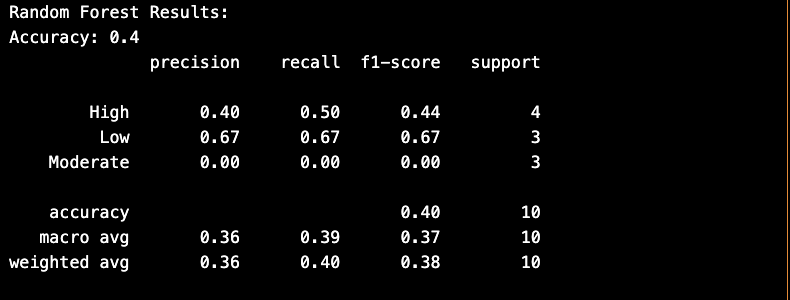 Random Forest Results:
Accuracy: 0.4
precision recall f1-score support
High 0.40 0.50 0.44 4
Low 0.67 0.67 0.67 3
Moderate 0.00 0.00 0.00 3
accuracy 0.40 10
macro avg 0.36 0.39 0.37 10
weighted avg 0.36 0.40 0.38 10